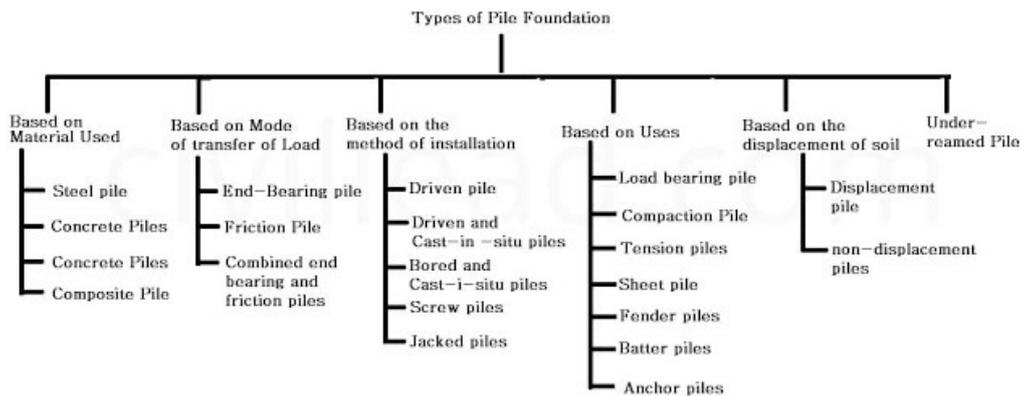 Types of Pile Foundation
Based on
Material Used
Steel pile
Concrete Piles
Concrete Piles
Composite Pile
Based on Mode
of transfer of Load
End-Bearing pile
Friction Pile
Combined end
bearing and
friction piles
Based on the
method of installation
Driven pile
Driven and
Cast-in -situ piles
Bored and
Cast-i-situ piles
Screw piles
Jacked piles
Based on Uses
Load bearing pile
Compaction Pile
Tension piles
Sheet pile
Fender piles
Batter piles
Anchor piles
Based on the
displacement of soil
Displacement
pile
non-displacement
piles
Under-
reamed Pile